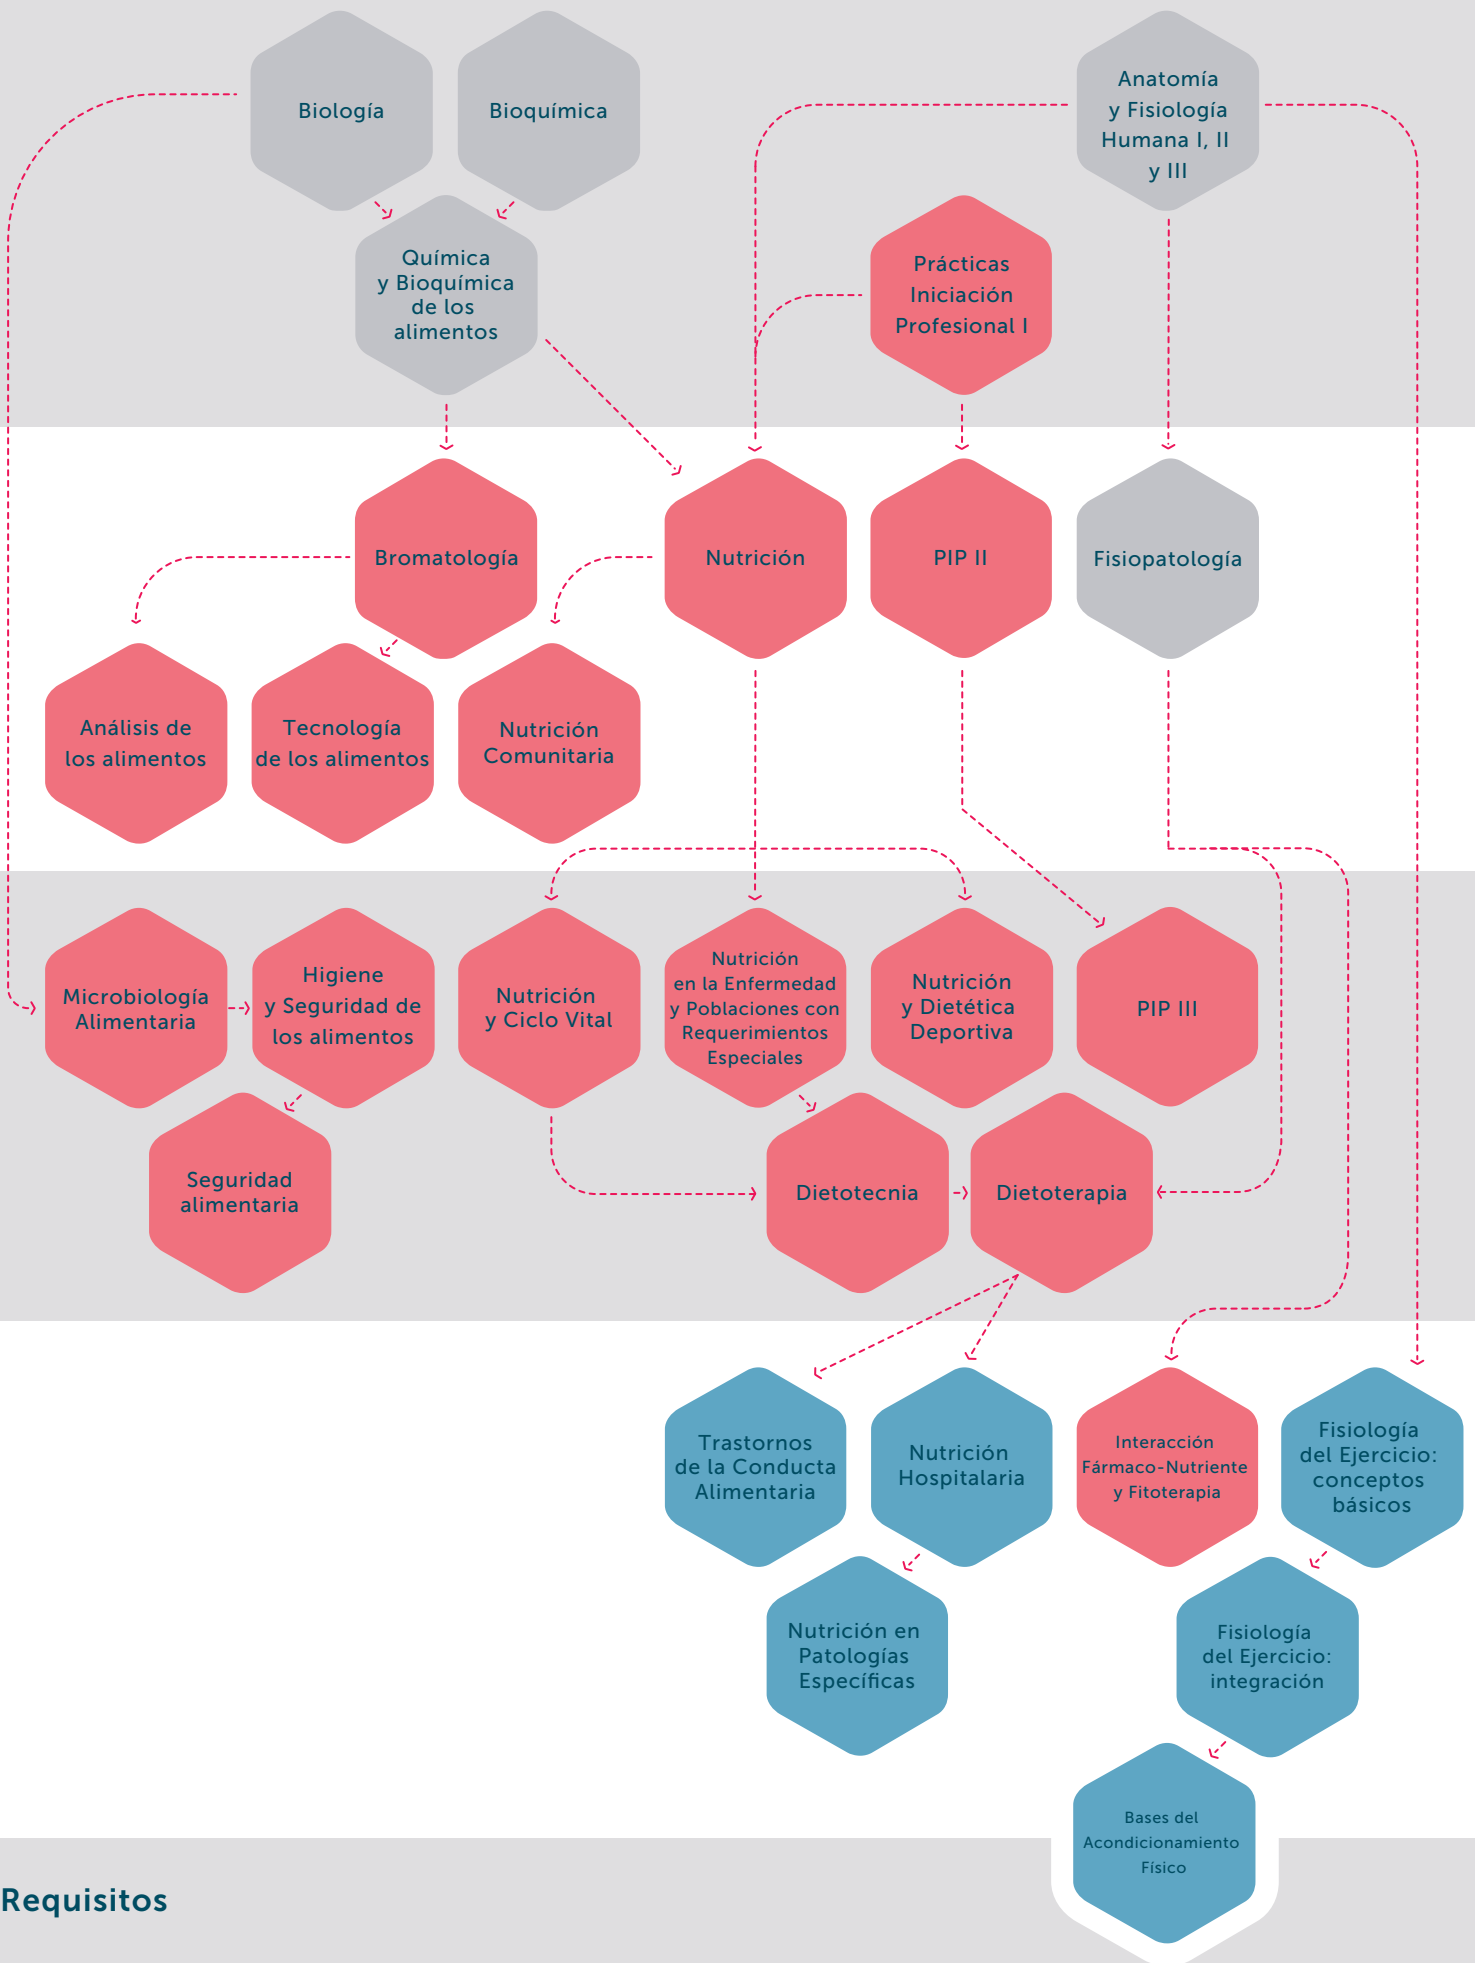 Biología
Bioquímica
Anatomía
y Fisiología
Humana I, II
y III
Química
y Bioquímica
de los
alimentos
Prácticas
Iniciación
Profesional I
Bromatología
Nutrición
PIP II
Fisiopatología
Análisis de
los alimentos
Tecnología
de los alimentos
Nutrición
Comunitaria
Microbiología
Alimentaria
Higiene
y Seguridad de
los alimentos
Nutrición
y Ciclo Vital
Nutrición
en la Enfermedad
y Poblaciones con
Requerimientos
Especiales
Nutrición
y Dietética
Deportiva
PIP III
Seguridad
alimentaria
Dietotecnia
Dietoterapia
Trastornos
de la Conducta
Alimentaria
Nutrición
Hospitalaria
Interacción
Fármaco-Nutriente
y Fitoterapia
Fisiología
del Ejercicio:
conceptos
básicos
Nutrición en
Patologías
Específicas
Fisiología
del Ejercicio:
integración
Bases del
Acondicionamiento
Físico
Requisitos